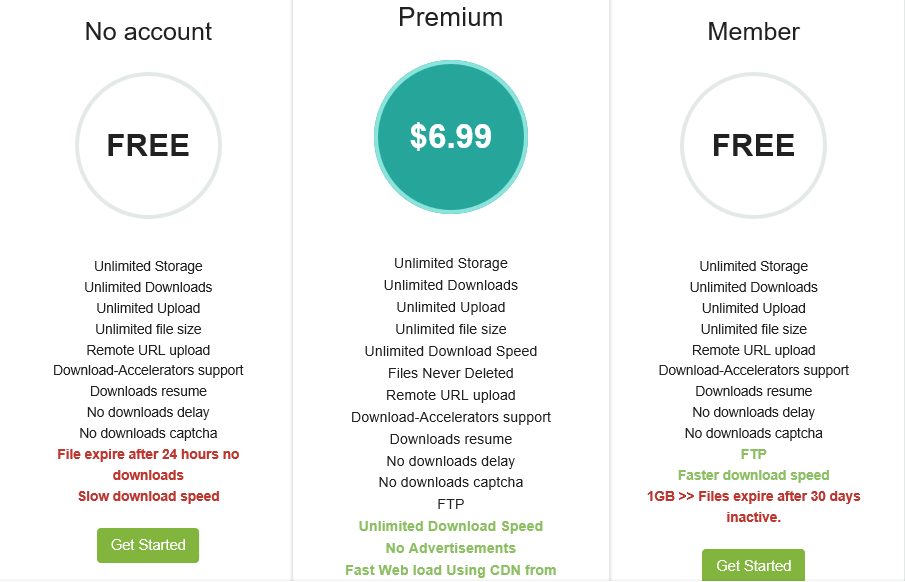 No account
FREE
Unlimited Storage
Unlimited Downloads
Unlimited Upload
Unlimited file size
Remote URL upload
Download-Accelerators support
Downloads resume
No downloads delay
No downloads captcha
File expire after 24 hours no
downloads
Slow download speed
Get Started
Premium
$6.99
Unlimited Storage
Unlimited Downloads
Unlimited Upload
Unlimited file size
Unlimited Download Speed
Files Never Deleted
Remote URL upload
Download-Accelerators support
Downloads resume
No downloads delay
No downloads captcha
FTP
Unlimited Download Speed
No Advertisements
Fast Web load Using CDN from
Member
FREE
Unlimited Storage
Unlimited Downloads
Unlimited Upload
Unlimited file size
Remote URL upload
Download-Accelerators support
Downloads resume
No downloads delay
No downloads captcha
FTP
Faster download speed
1GB >> Files expire after 30 days
inactive.
Get Started